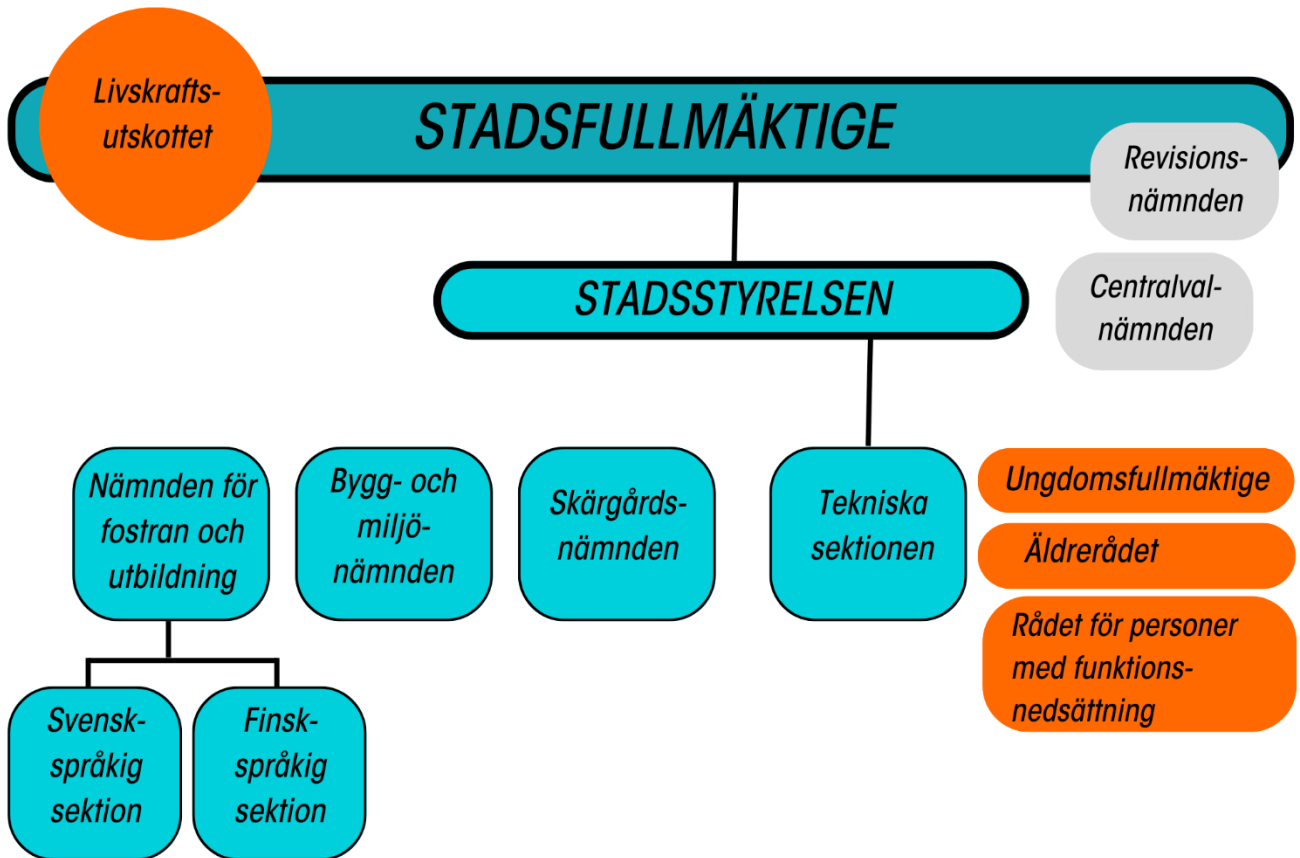 Livskrafts-
utskottet
STADSFULLMÄKTIGE
Revisions-
nämnden
STADSSTYRELSEN
Centralval-
nämnden
Nämnden för
fostran och
utbildning
Bygg- och
miljö-
nämnden
Skärgårds-
nämnden
Tekniska
sektionen
Ungdomsfullmäktige
Äldrerådet
Rådet för personer
med funktions-
nedsättning
Svensk-
språkig
sektion
Finsk-
språkig
sektion